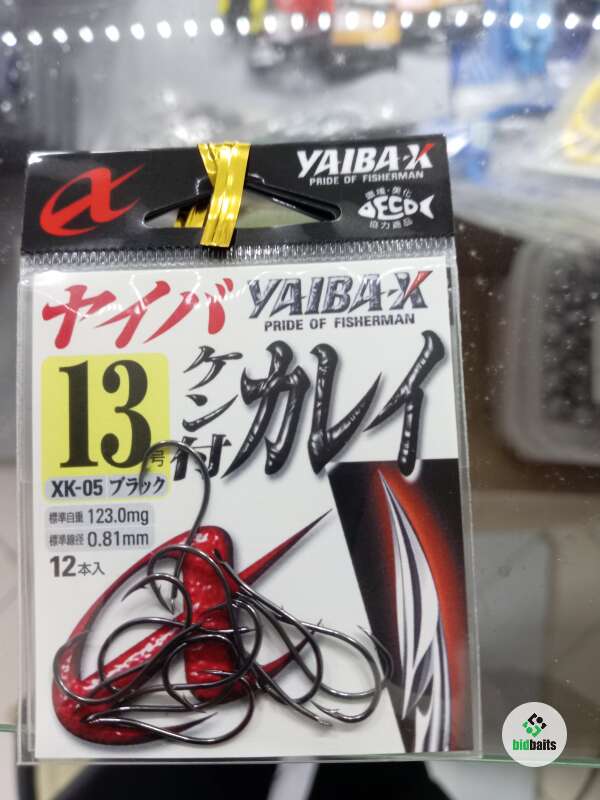 YAIBA-X
PRIDE OF FISHERMAN
環境・美化
ECO
協力商品
ヤイバ
YAIBA-X
PRIDE OF FISHERMAN
13号
ケン付
カレイ
XK-05 ブラック
標準自重 123.0mg
標準線径 0.81mm
12本入
bidbaits